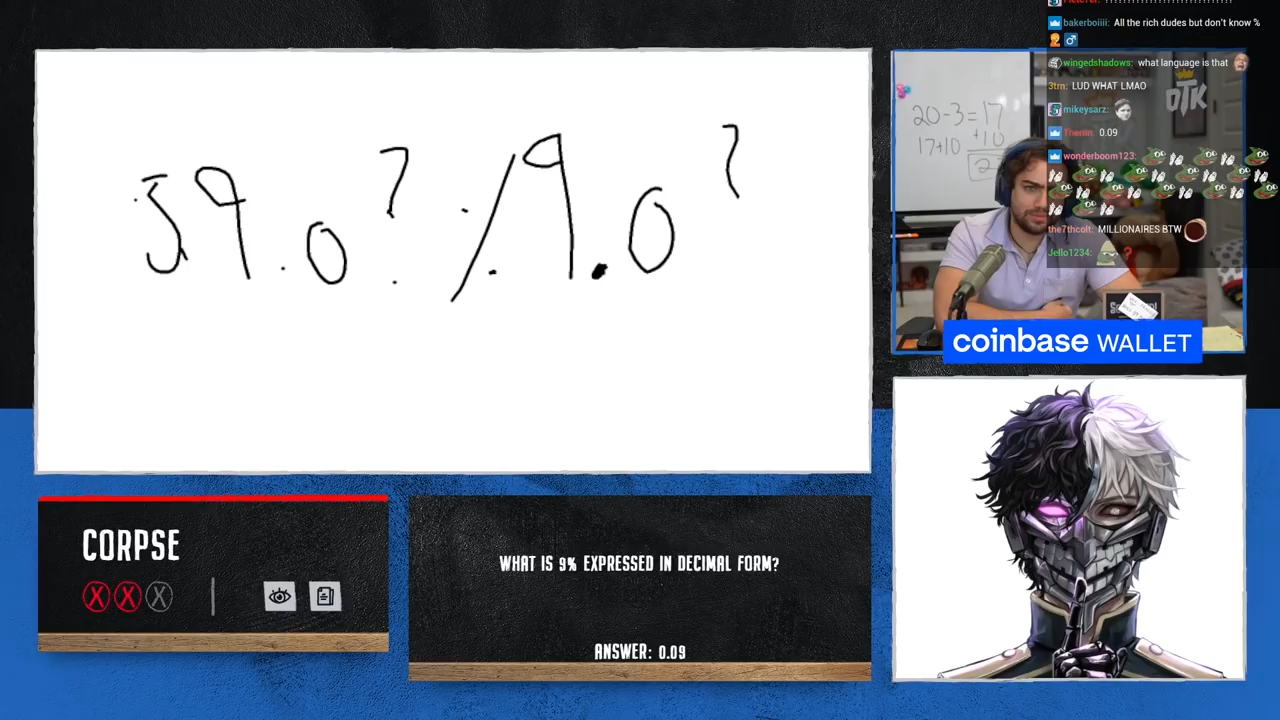 59.0? % 9.0?
bakerboiiii: All the rich dudes but don't know %
wingedshadows: what language is that
3trn: LUD WHAT LMAO
mikeysarz:
Thenin: 0.09
wonderboom123:
the7thcolt: MILLIONAIRES BTW
Jello1234: ?
20-3=17
17+10
+10
DTK
coinbase WALLET
CORPSE
X X X
WHAT IS 9% EXPRESSED IN DECIMAL FORM?
ANSWER: 0.09